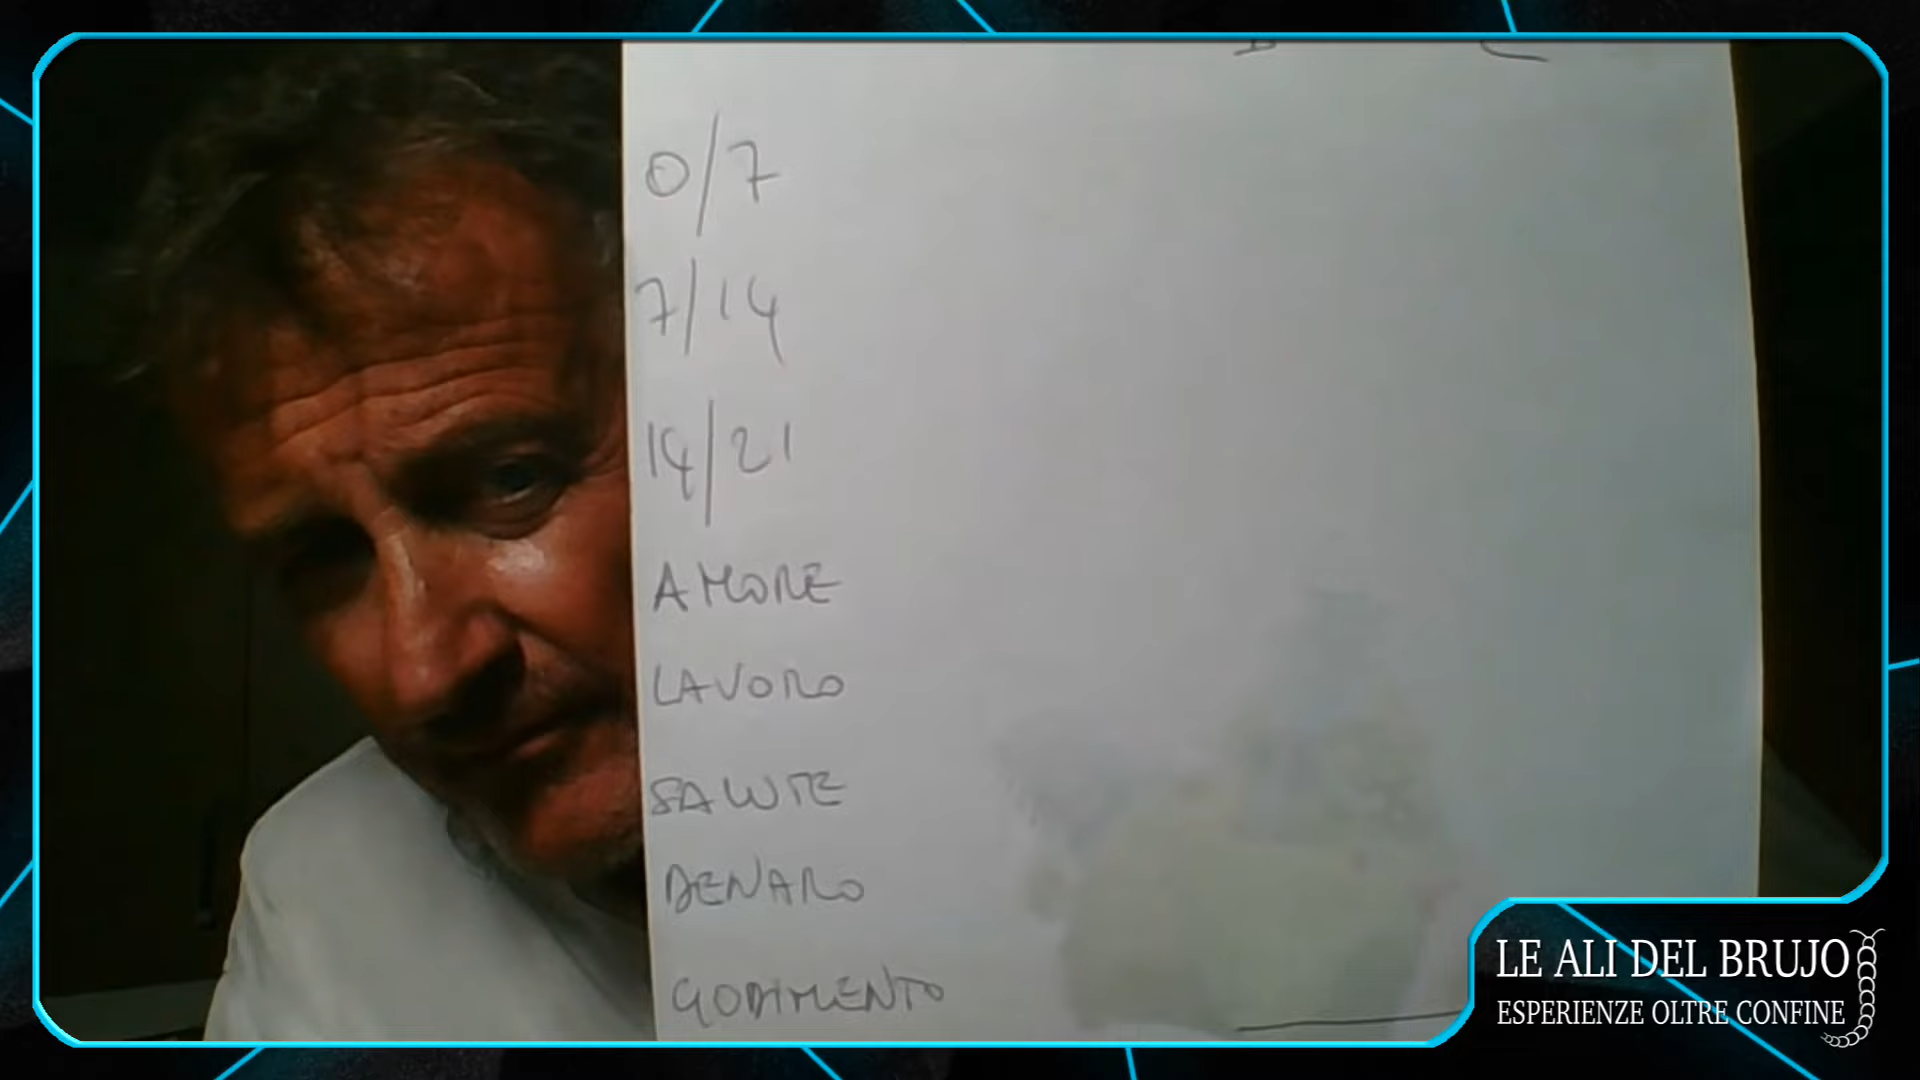 0/7
7/14
14/21
AMORE
LAVORO
SALUTE
DENARO
GODIMENTO
LE ALI DEL BRUJO
ESPERIENZE OLTRE CONFINE